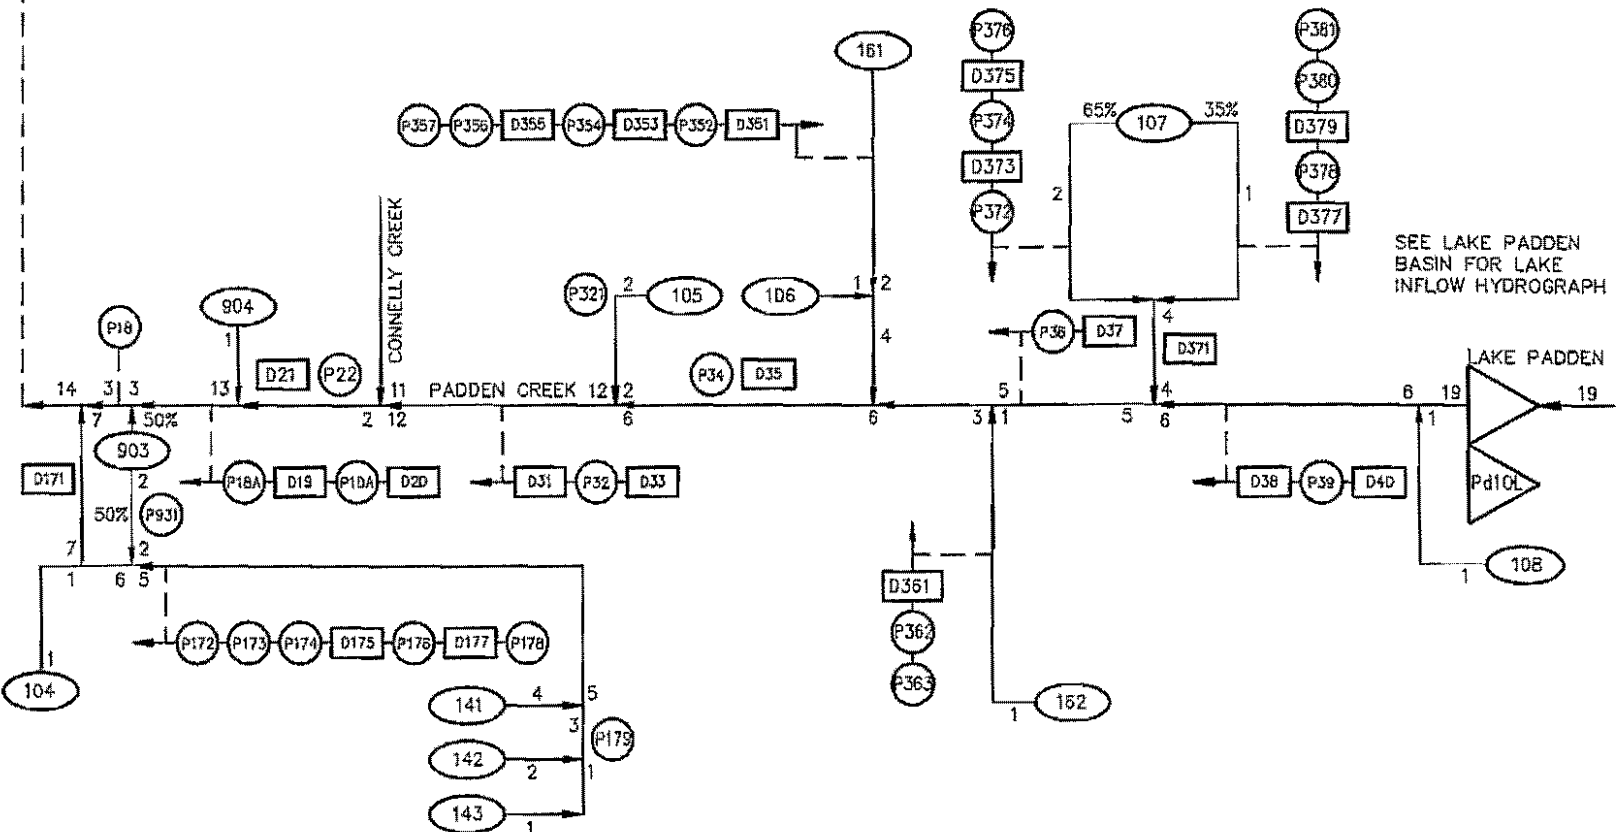 P376
P381
161
D375
P380
65%
107
35%
P374
D379
P357
P356
D355
P354
D353
P352
D351
D373
P378
2
1
P372
D377
CONNELLY CREEK
SEE LAKE PADDEN
BASIN FOR LAKE
INFLOW HYDROGRAPH
904
P321
2
105
106
1
2
P18
1
4
4
P36
D37
D371
D21
P22
P34
D35
LAKE PADDEN
14
3
3
13
11
PADDEN CREEK
12
2
5
4
6
19
19
7
50%
2
12
6
6
3
1
5
6
1
903
D171
2
P18A
D19
P10A
D20
D31
P32
D33
D38
P39
D40
Pd10L
50%
P931
7
2
1
6
5
D361
1
108
P172
P173
P174
D175
P176
D177
P178
P362
1
104
P363
141
4
5
1
162
3
P179
142
2
1
143
1